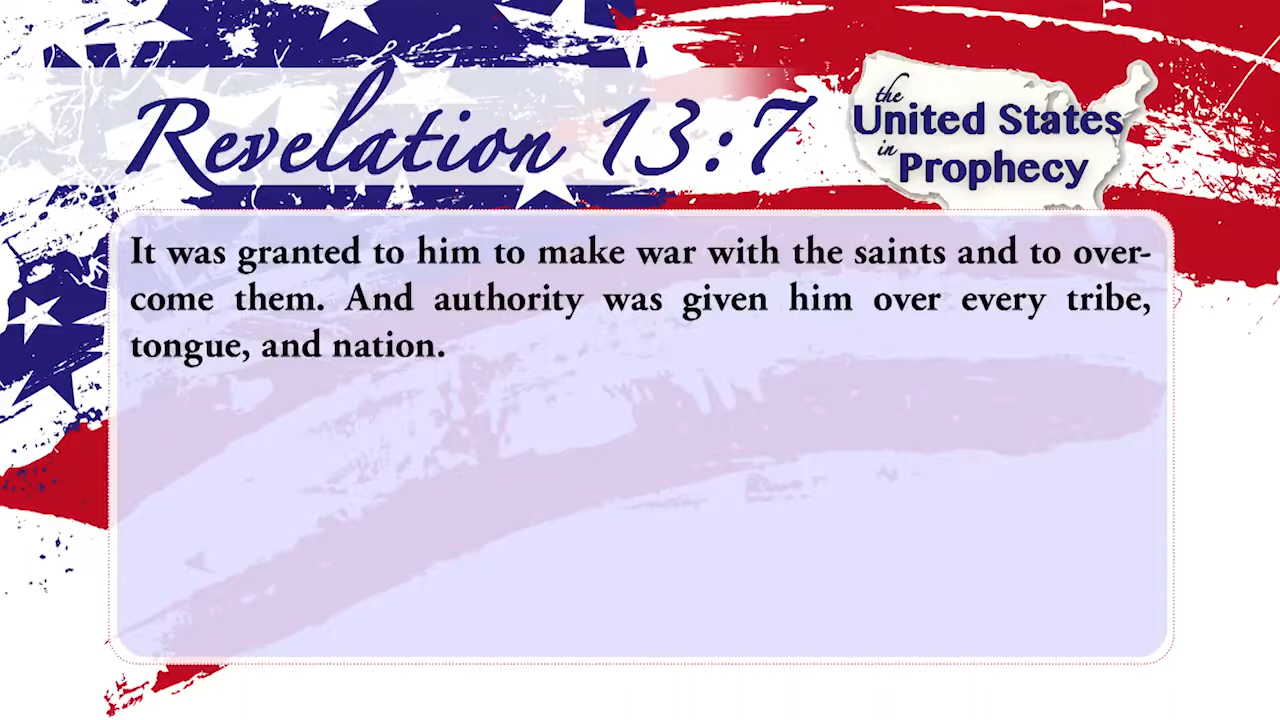 Revelation 13:7
the
United States
in
Prophecy
It was granted to him to make war with the saints and to over-
come them. And authority was given him over every tribe,
tongue, and nation.